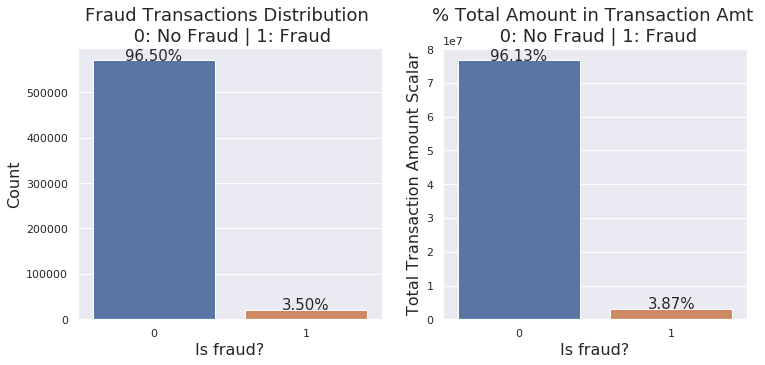 Fraud Transactions Distribution
0: No Fraud | 1: Fraud
96.50%
500000
400000
300000
200000
100000
0
Count
3.50%
0
1
Is fraud?
% Total Amount in Transaction Amt
0: No Fraud | 1: Fraud
1e7
8
96.13%
7
6
5
4
3
2
1
0
Total Transaction Amount Scalar
3.87%
0
1
Is fraud?